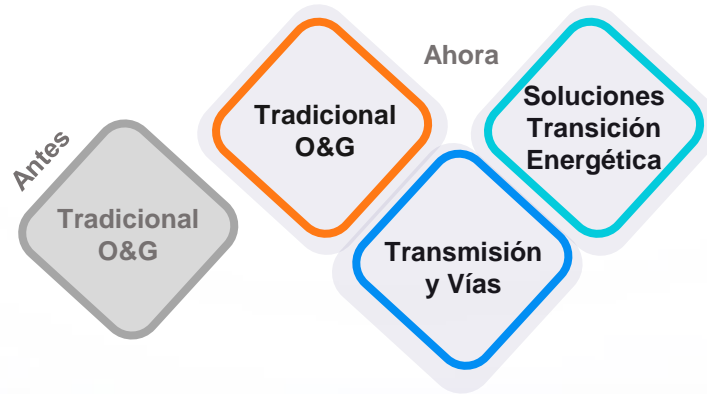 Antes
Tradicional
O&G
Ahora
Tradicional
O&G
Transmisión
y Vías
Soluciones
Transición
Energética